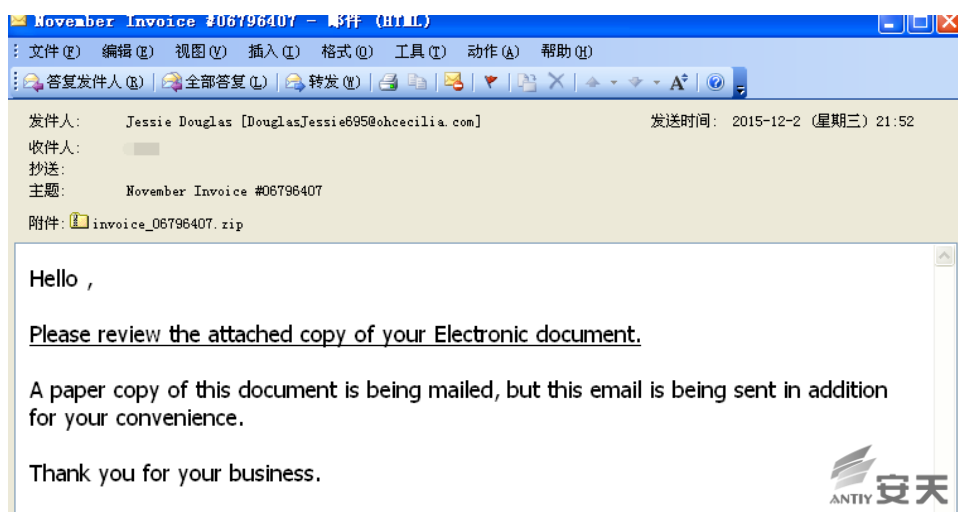 November Invoice #06796407 - 邮件 (HTML)
文件(F) 编辑(E) 视图(V) 插入(I) 格式(O) 工具(T) 动作(A) 帮助(H)
答复发件人(R) 全部答复(L) 转发(W)
发件人: Jessie Douglas [DouglasJessie695@ohcecilia.com] 发送时间: 2015-12-2 (星期三) 21:52
收件人:
抄送:
主题: November Invoice #06796407
附件: invoice_06796407.zip
Hello ,
Please review the attached copy of your Electronic document.
A paper copy of this document is being mailed, but this email is being sent in addition
for your convenience.
Thank you for your business.
ANTIY 安天